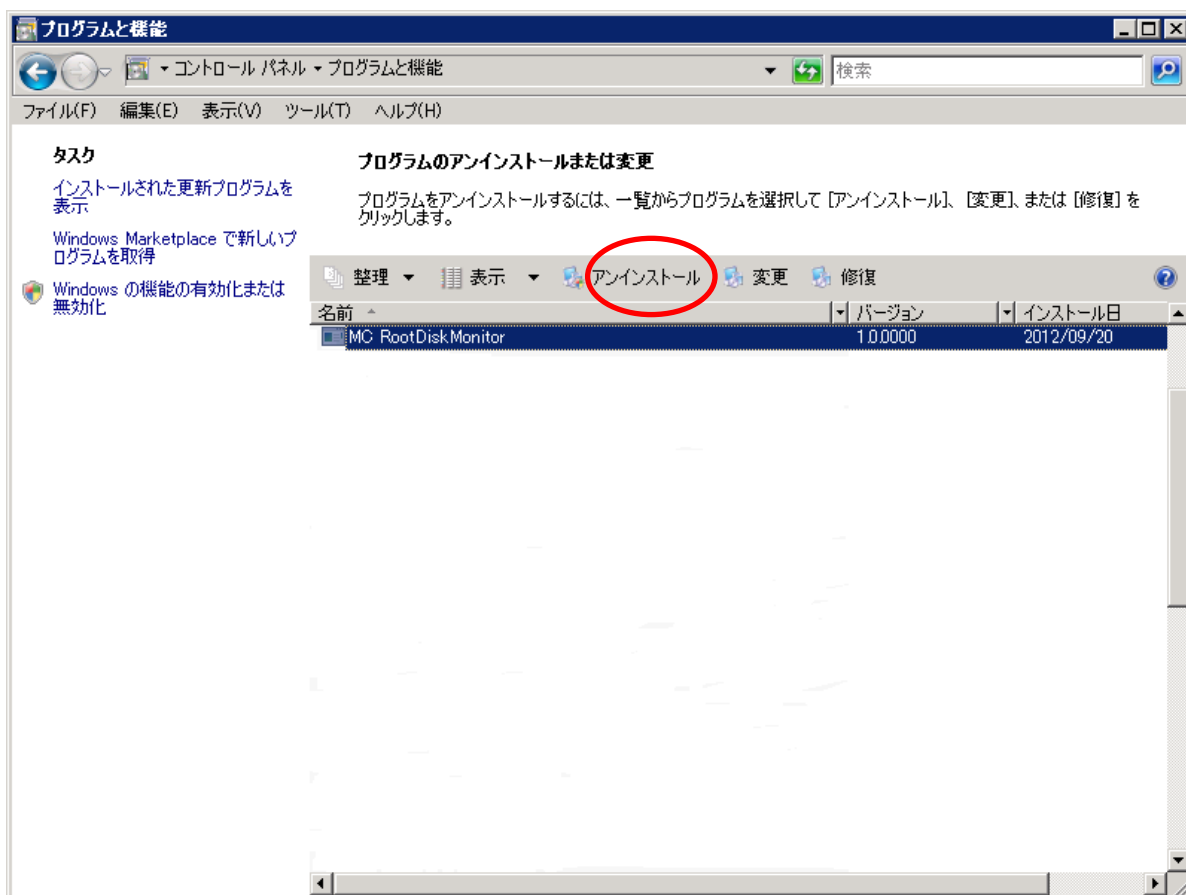 プログラムと機能
コントロール パネル プログラムと機能
検索
ファイル(F) 編集(E) 表示(V) ツール(T) ヘルプ(H)
タスク
インストールされた更新プログラムを
表示
Windows Marketplace で新しいプ
ログラムを取得
Windows の機能の有効化または
無効化
プログラムのアンインストールまたは変更
プログラムをアンインストールするには、一覧からプログラムを選択して [アンインストール]、[変更]、または [修復] を
クリックします。
整理 表示 アンインストール 変更 修復
名前 バージョン インストール日
MC RootDiskMonitor 1.0.0000 2012/09/20